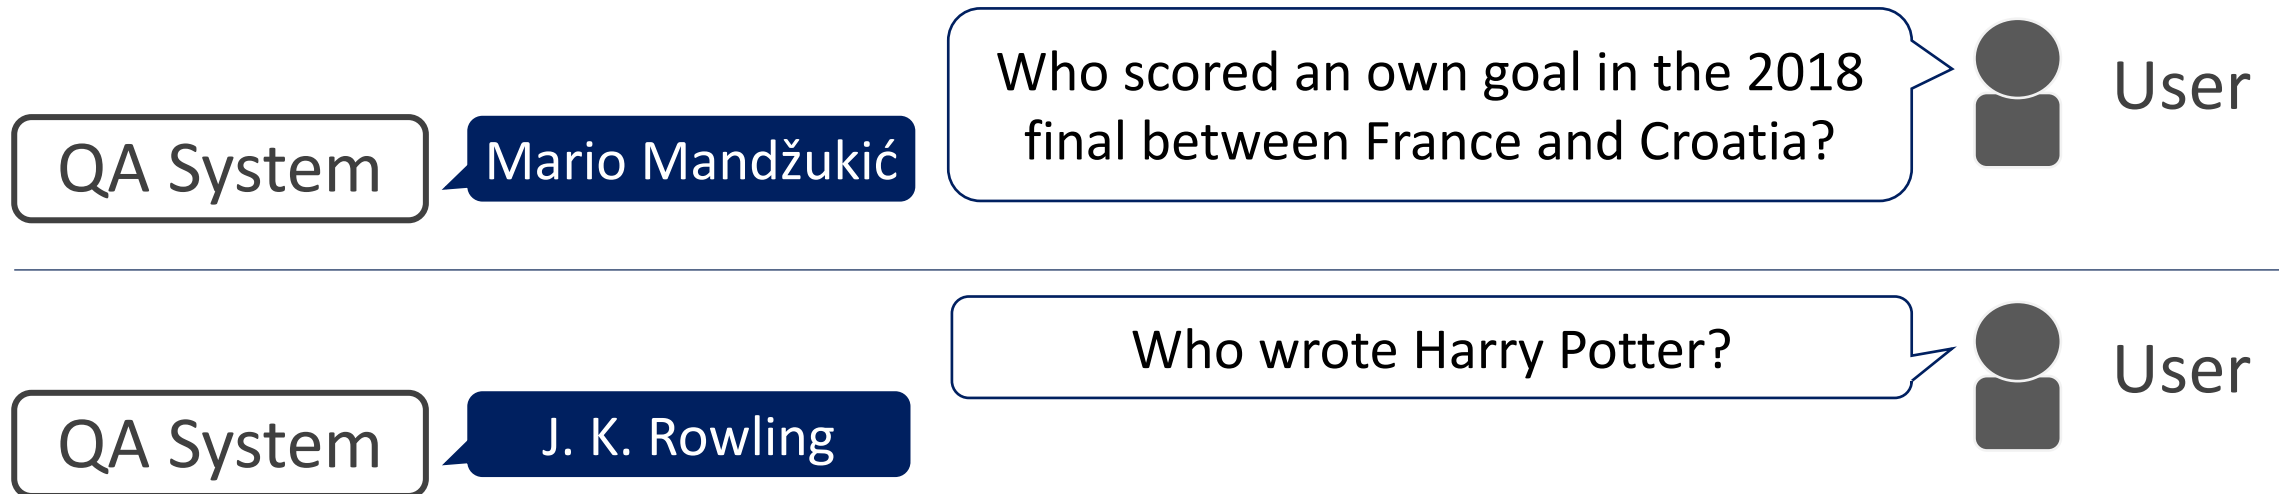 Who scored an own goal in the 2018
final between France and Croatia?
User
QA System
Mario Mandžukić
Who wrote Harry Potter?
User
QA System
J. K. Rowling